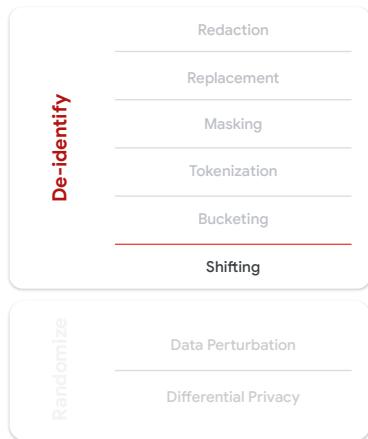 De-identify
Redaction
Replacement
Masking
Tokenization
Bucketing
Shifting
Randomize
Data Perturbation
Differential Privacy